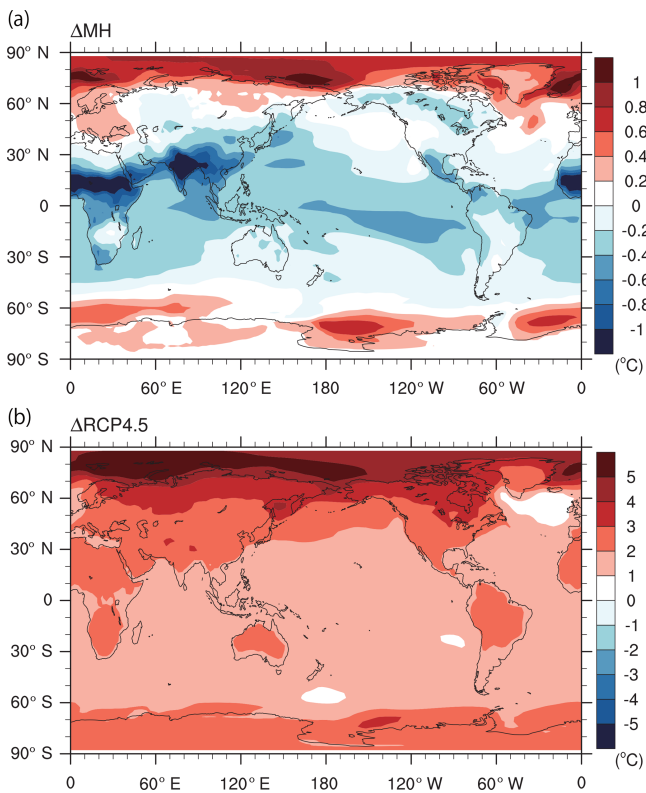 (a)
ΔMH
90° N
60° N
30° N
0
30° S
60° S
90° S
0
60° E
120° E
180
120° W
60° W
0
1
0.8
0.6
0.4
0.2
0
-0.2
-0.4
-0.6
-0.8
-1
(°C)
(b)
ΔRCP4.5
90° N
60° N
30° N
0
30° S
60° S
90° S
0
60° E
120° E
180
120° W
60° W
0
5
4
3
2
1
0
-1
-2
-3
-4
-5
(°C)